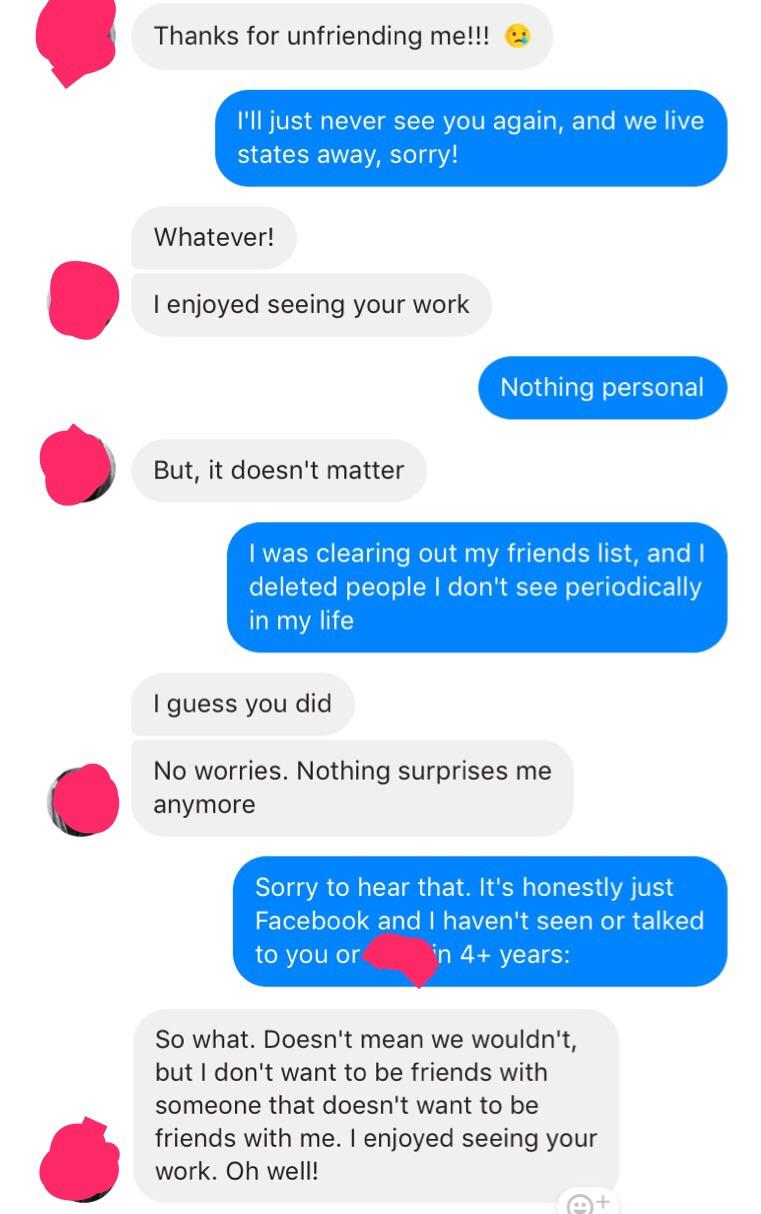 Thanks for unfriending me!!! 😢
I'll just never see you again, and we live
states away, sorry!
Whatever!
I enjoyed seeing your work
Nothing personal
But, it doesn't matter
I was clearing out my friends list, and I
deleted people I don't see periodically
in my life
I guess you did
No worries. Nothing surprises me
anymore
Sorry to hear that. It's honestly just
Facebook and I haven't seen or talked
to you or in 4+ years:
So what. Doesn't mean we wouldn't,
but I don't want to be friends with
someone that doesn't want to be
friends with me. I enjoyed seeing your
work. Oh well!